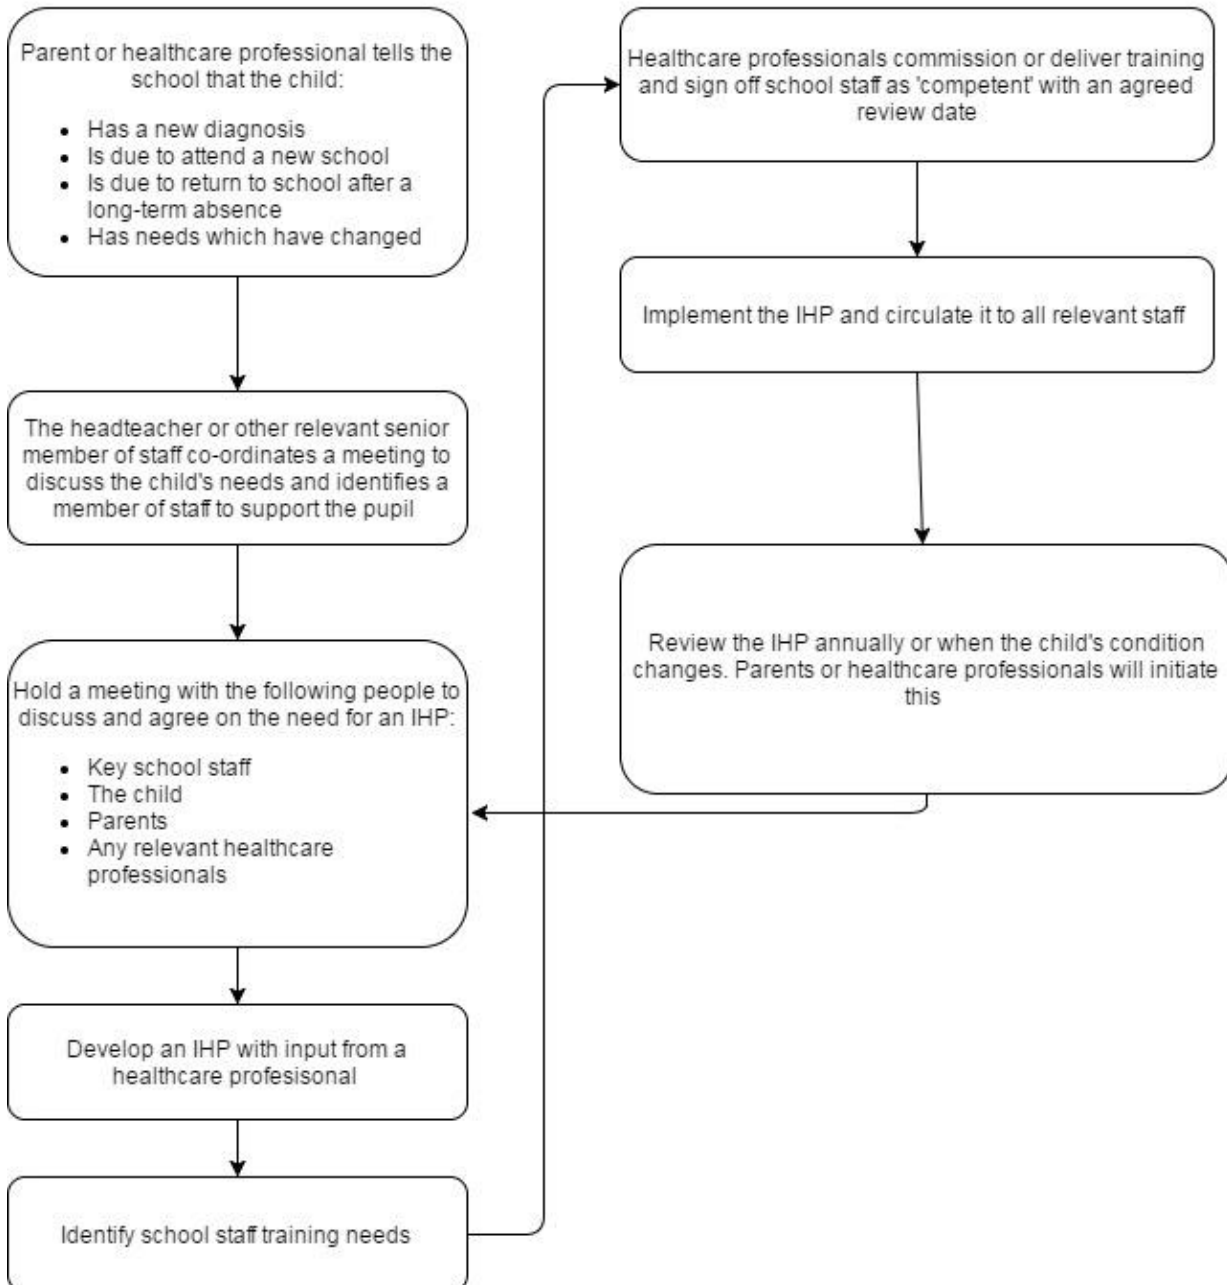 Parent or healthcare professional tells the
school that the child:
• Has a new diagnosis
• Is due to attend a new school
• Is due to return to school after a
long-term absence
• Has needs which have changed
The headteacher or other relevant senior
member of staff co-ordinates a meeting to
discuss the child's needs and identifies a
member of staff to support the pupil
Hold a meeting with the following people to
discuss and agree on the need for an IHP:
• Key school staff
• The child
• Parents
• Any relevant healthcare
professionals
Develop an IHP with input from a
healthcare profesisonal
Identify school staff training needs
Healthcare professionals commission or deliver training
and sign off school staff as 'competent' with an agreed
review date
Implement the IHP and circulate it to all relevant staff
Review the IHP annually or when the child's condition
changes. Parents or healthcare professionals will initiate
this